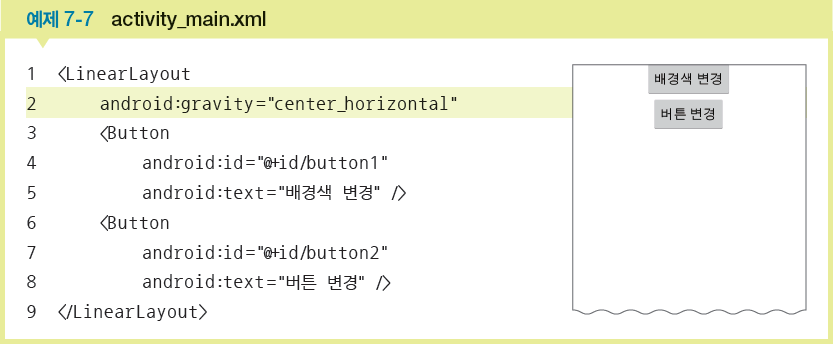 예제 7-7 activity_main.xml
1 <LinearLayout
2 android:gravity="center_horizontal"
3 <Button
4 android:id="@+id/button1"
5 android:text="배경색 변경" />
6 <Button
7 android:id="@+id/button2"
8 android:text="버튼 변경" />
9 </LinearLayout>
배경색 변경
버튼 변경